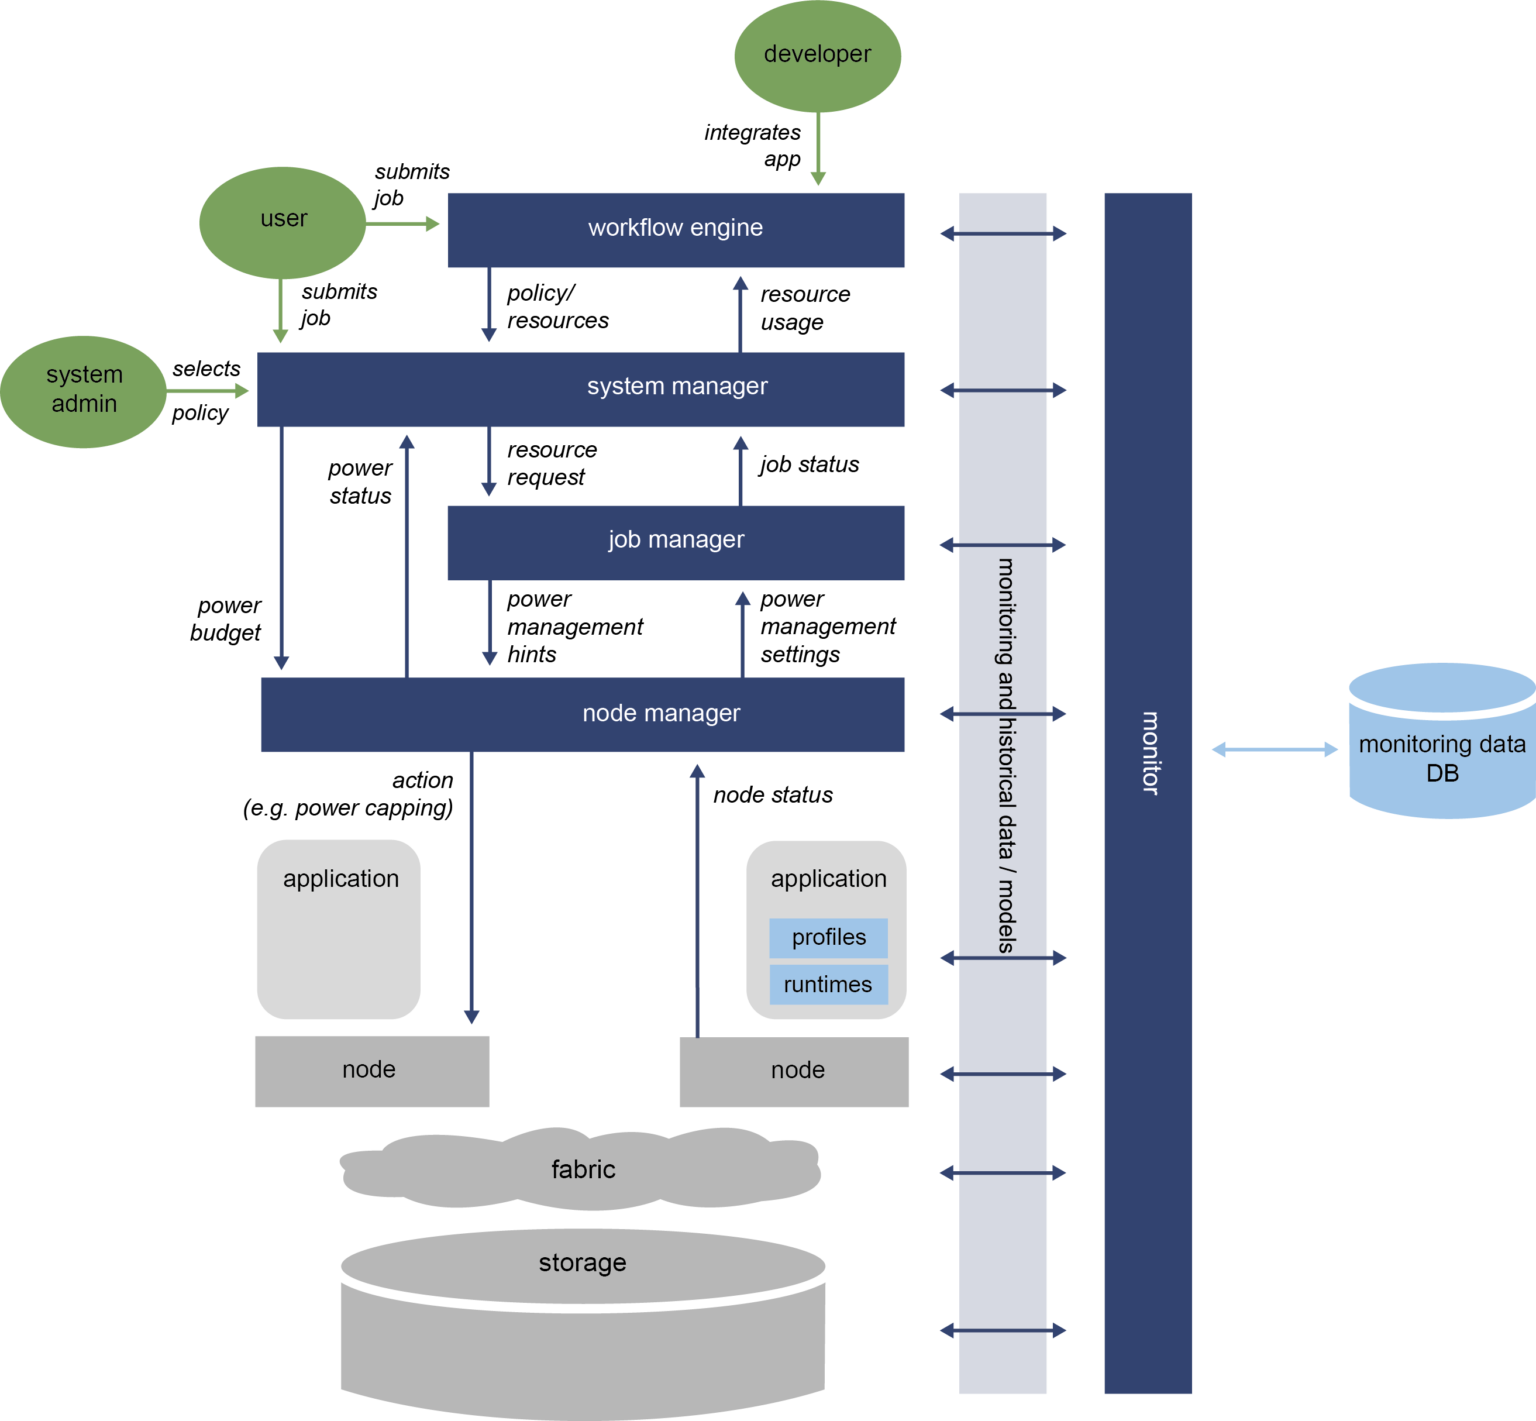 developer
integrates
app
submits
job
user
workflow engine
submits
job
policy/
resources
resource
usage
system
admin
selects
policy
system manager
power
status
resource
request
job status
job manager
power
budget
power
management
hints
power
management
settings
node manager
monitoring and historical data / models
monitor
monitoring data
DB
action
(e.g. power capping)
node status
application
application
profiles
runtimes
node
node
fabric
storage